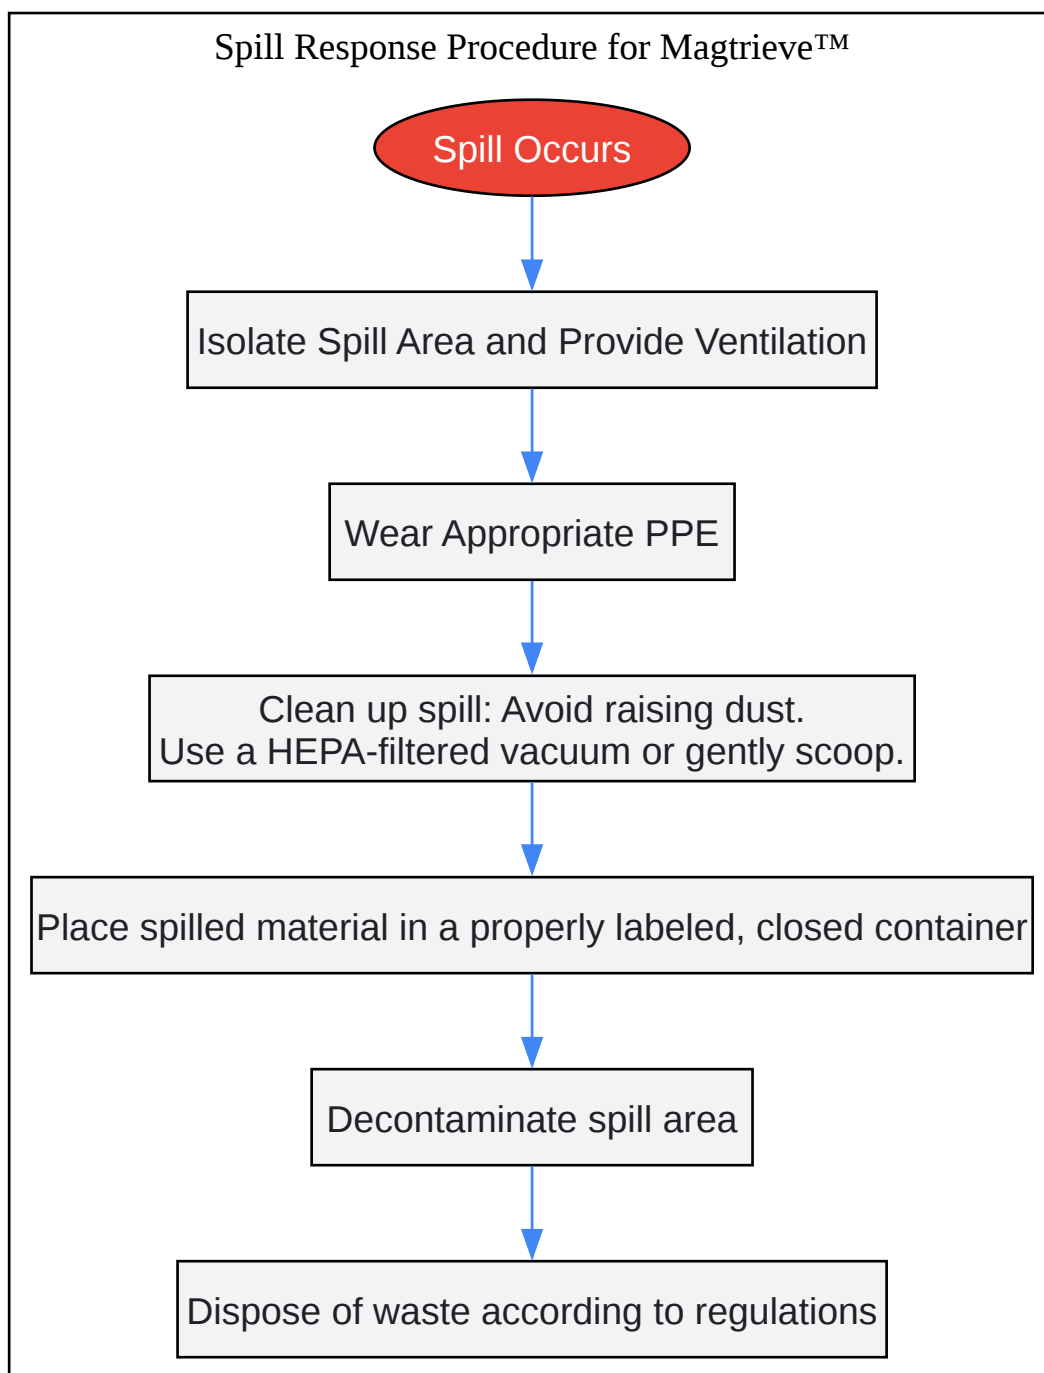 Spill Response Procedure for Magtrieve™
Spill Occurs
Isolate Spill Area and Provide Ventilation
Wear Appropriate PPE
Clean up spill: Avoid raising dust.
Use a HEPA-filtered vacuum or gently scoop.
Place spilled material in a properly labeled, closed container
Decontaminate spill area
Dispose of waste according to regulations